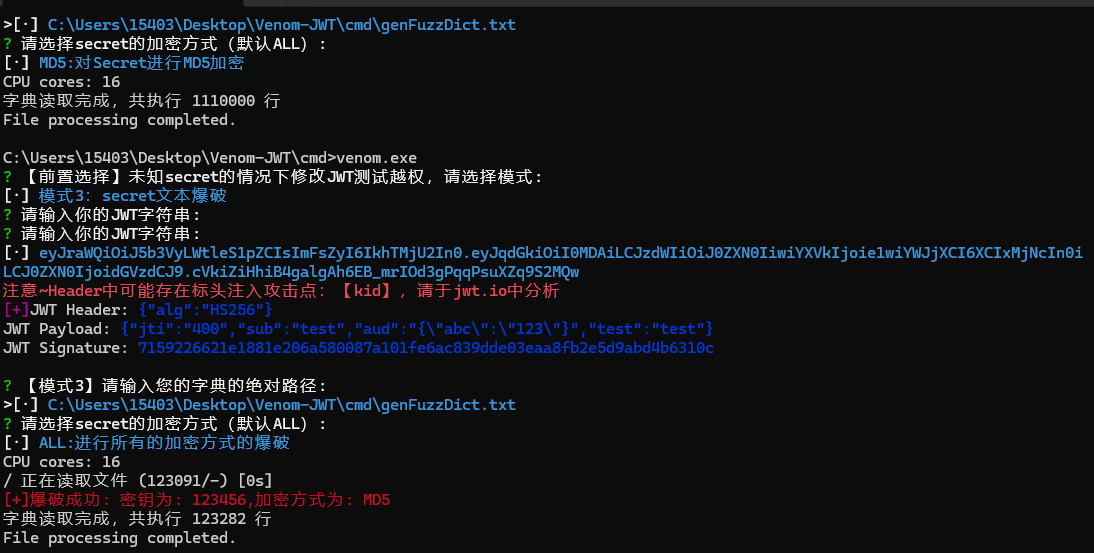 >[·] C:\Users\15403\Desktop\Venom-JWT\cmd\genFuzzDict.txt
? 请选择secret的加密方式（默认ALL）:
[·] MD5:对Secret进行MD5加密
CPU cores: 16
字典读取完成，共执行 1110000 行
File processing completed.
C:\Users\15403\Desktop\Venom-JWT\cmd>venom.exe
? 【前置选择】未知secret的情况下修改JWT测试越权，请选择模式:
[·] 模式3: secret文本爆破
? 请输入你的JWT字符串:
? 请输入你的JWT字符串:
[·] eyJraWQiOiJ5b3VyLWtleS1pZCIsImFsZyI6IkhTMjU2In0.eyJqdGkiOiI0MDAiLCJzdWIiOiJ0ZXN0IiwiYXVkIjoie1wiYWJjXCI6XCIxMjNcIn0i
LCJ0ZXN0IjoidGVzdCJ9.cVkiZiHhiB4galgAh6EB_mrIOd3gPqqPsuXZq9S2MQw
注意~Header中可能存在标头注入攻击点: 【kid】, 请于jwt.io中分析
[+]JWT Header: {"alg":"HS256"}
JWT Payload: {"jti":"400","sub":"test","aud":"{\"abc\":\"123\"}","test":"test"}
JWT Signature: 7159226621e1881e206a580087a101fe6ac839dde03eaa8fb2e5d9abd4b6310c
? 【模式3】请输入您的字典的绝对路径:
>[·] C:\Users\15403\Desktop\Venom-JWT\cmd\genFuzzDict.txt
? 请选择secret的加密方式（默认ALL）:
[·] ALL:进行所有的加密方式的爆破
CPU cores: 16
/ 正在读取文件 (123091/-) [0s]
[+]爆破成功: 密钥为: 123456,加密方式为: MD5
字典读取完成，共执行 123282 行
File processing completed.